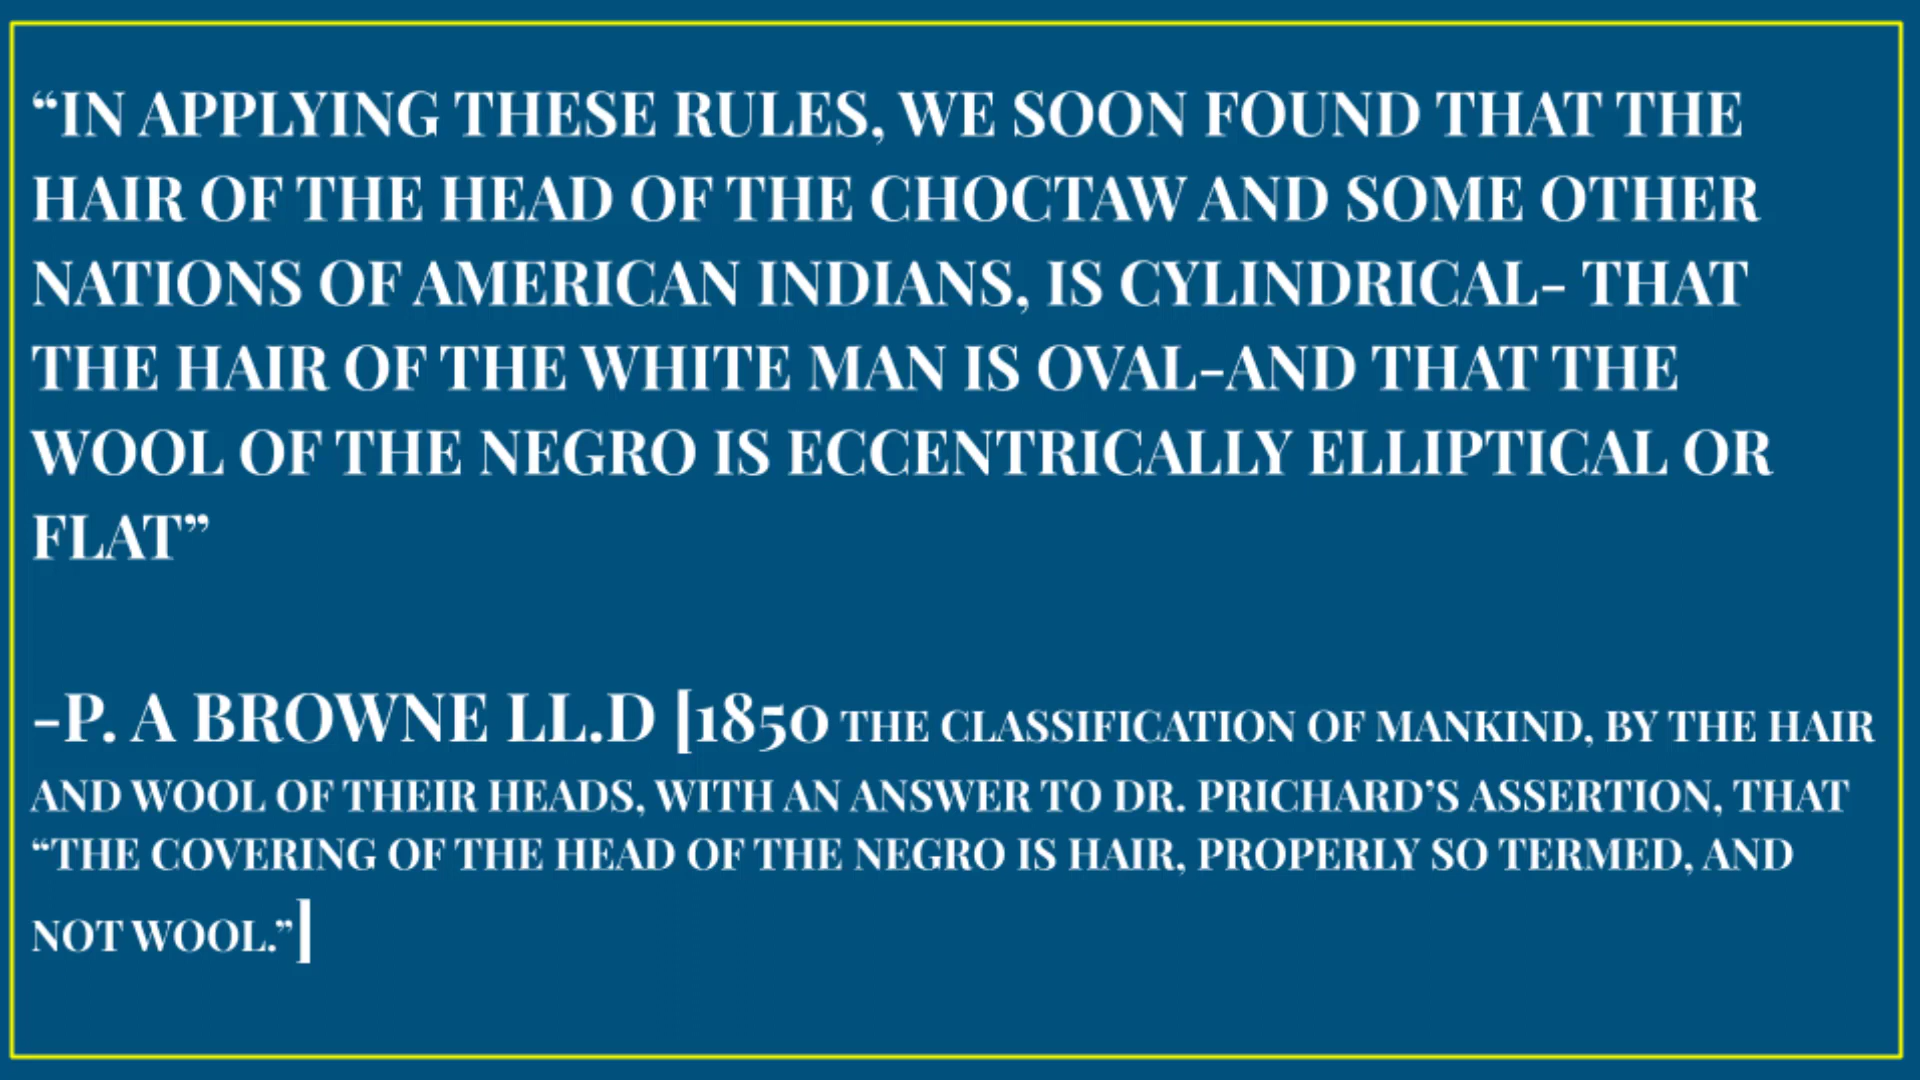 “IN APPLYING THESE RULES, WE SOON FOUND THAT THE
HAIR OF THE HEAD OF THE CHOCTAW AND SOME OTHER
NATIONS OF AMERICAN INDIANS, IS CYLINDRICAL- THAT
THE HAIR OF THE WHITE MAN IS OVAL-AND THAT THE
WOOL OF THE NEGRO IS ECCENTRICALLY ELLIPTICAL OR
FLAT”
-P. A BROWNE LL.D [1850 THE CLASSIFICATION OF MANKIND, BY THE HAIR
AND WOOL OF THEIR HEADS, WITH AN ANSWER TO DR. PRICHARD’S ASSERTION, THAT
“THE COVERING OF THE HEAD OF THE NEGRO IS HAIR, PROPERLY SO TERMED, AND
NOT WOOL.”]